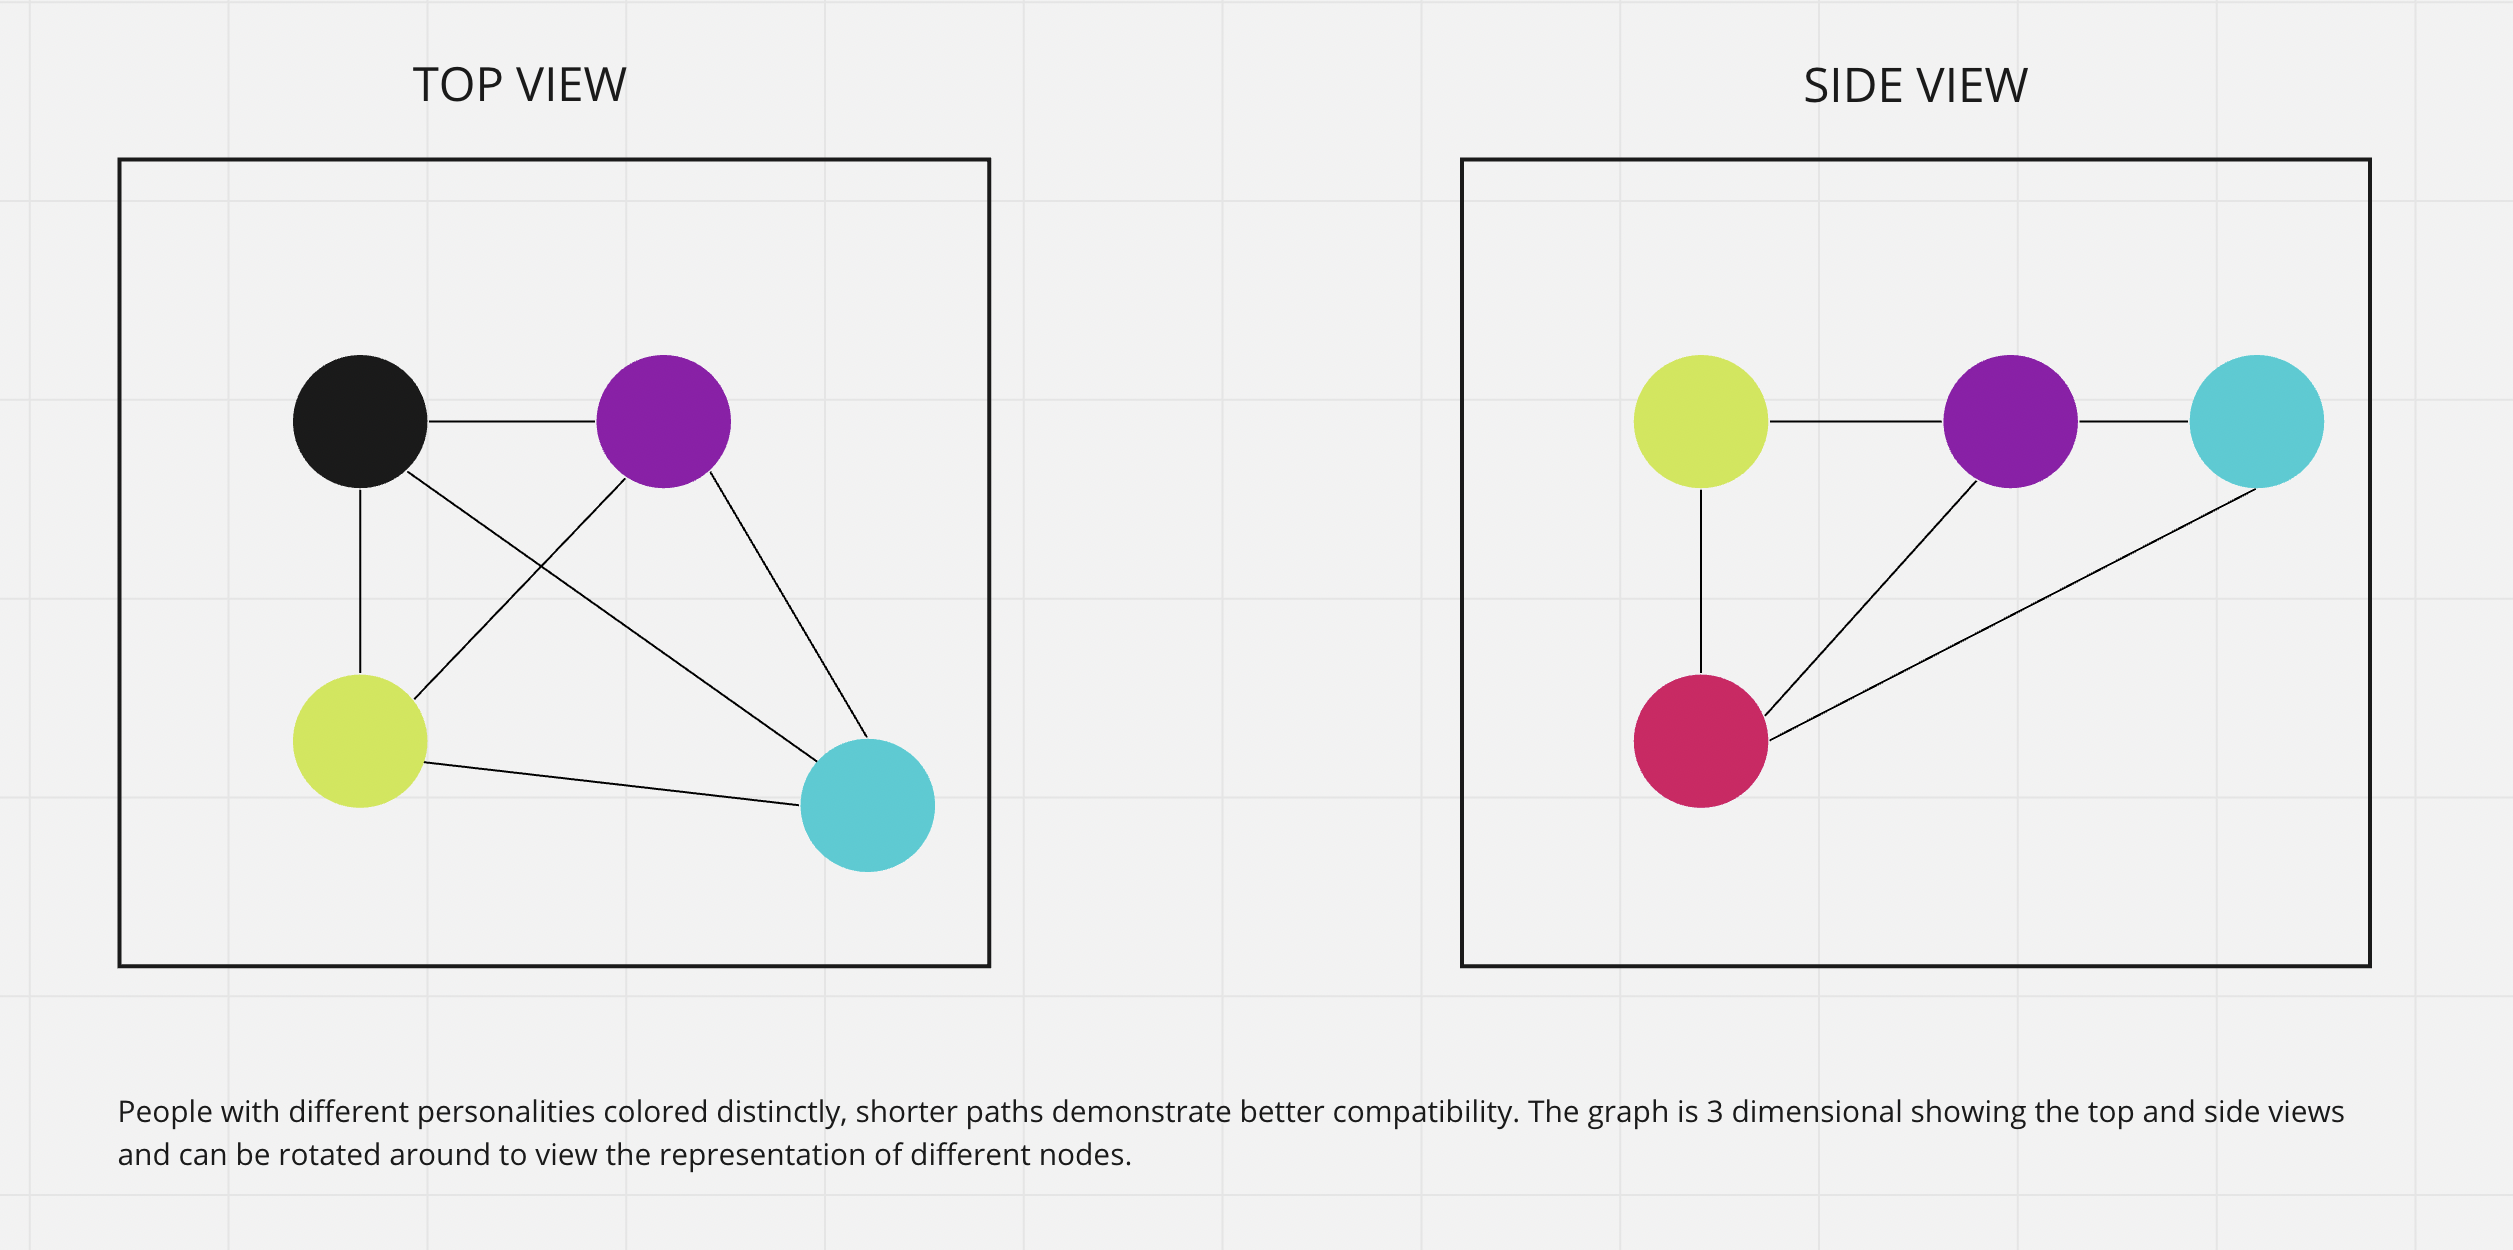 TOP VIEW
SIDE VIEW
People with different personalities colored distinctly, shorter paths demonstrate better compatibility. The graph is 3 dimensional showing the top and side views
and can be rotated around to view the representation of different nodes.